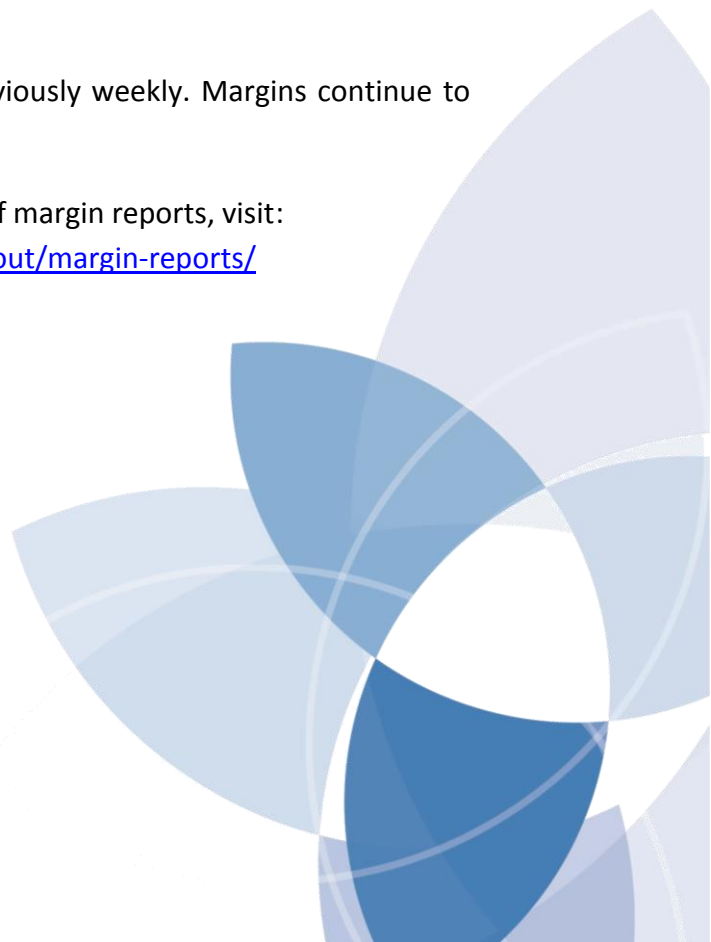 viously weekly. Margins continue to
f margin reports, visit:
out/margin-reports/